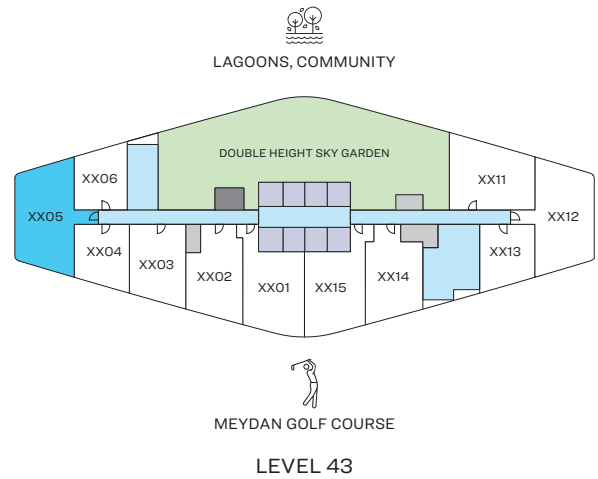 LAGOONS, COMMUNITY
DOUBLE HEIGHT SKY GARDEN
XX06
XX11
XX05
XX12
XX04
XX03
XX02
XX01
XX15
XX14
XX13
MEYDAN GOLF COURSE
LEVEL 43